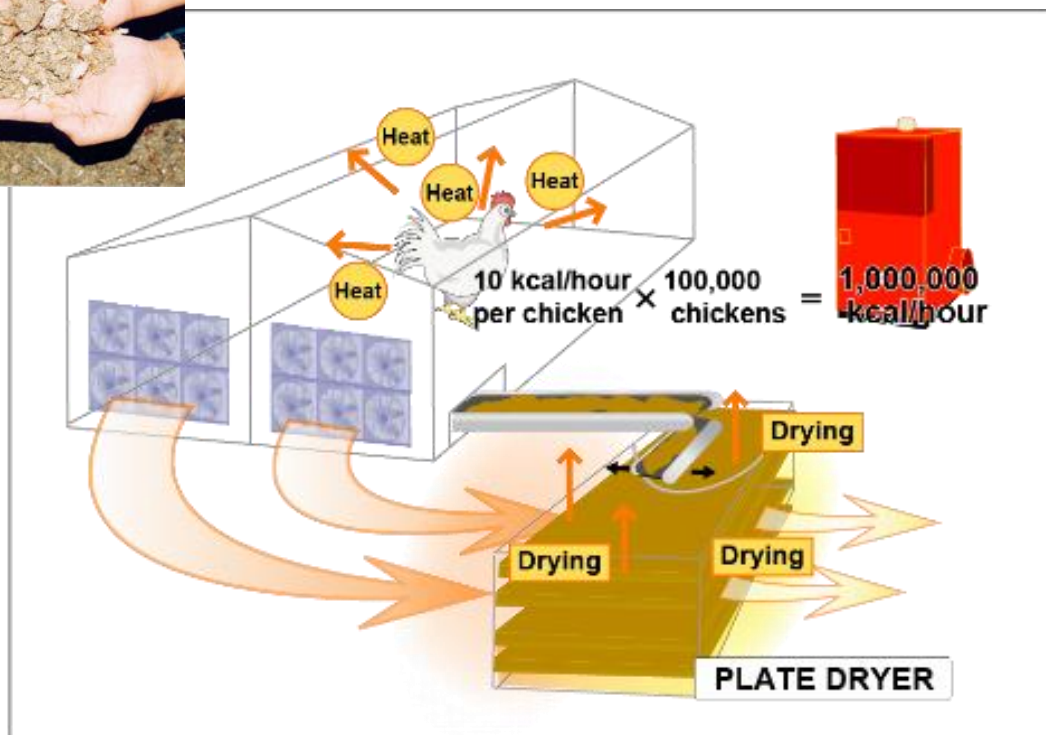 Heat
Heat
Heat
Heat
10 kcal/hour
per chicken
×
100,000
chickens
=
1,000,000
kcal/hour
Drying
Drying
Drying
PLATE DRYER